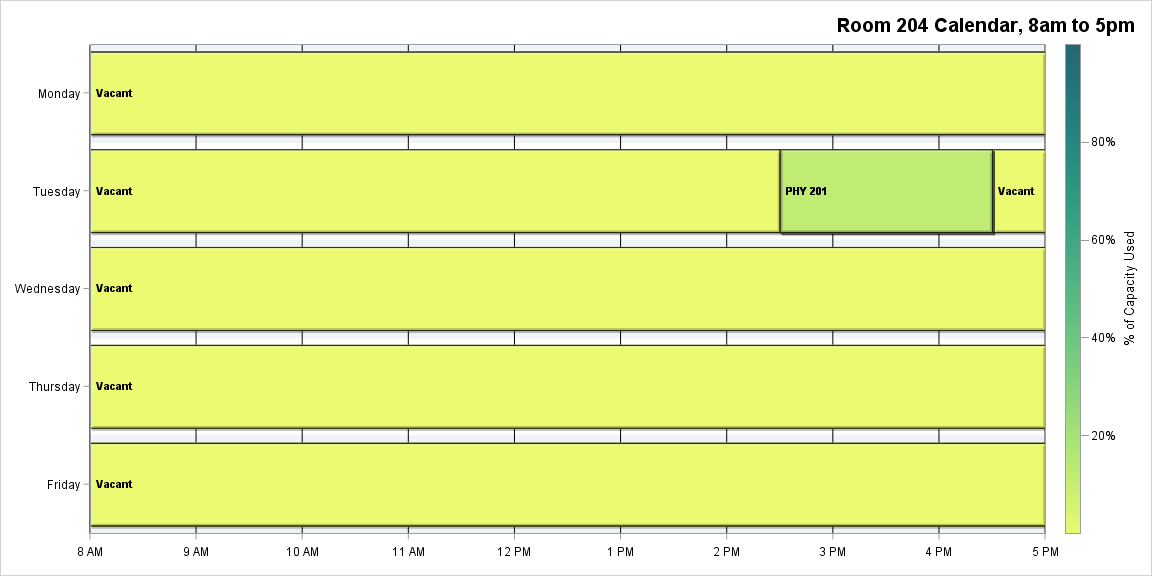 Room 204 Calendar, 8am to 5pm
Monday
Vacant
Tuesday
Vacant
PHY 201
Vacant
Wednesday
Vacant
Thursday
Vacant
Friday
Vacant
8 AM 9 AM 10 AM 11 AM 12 PM 1 PM 2 PM 3 PM 4 PM 5 PM
80%
60%
40%
20%
% of Capacity Used